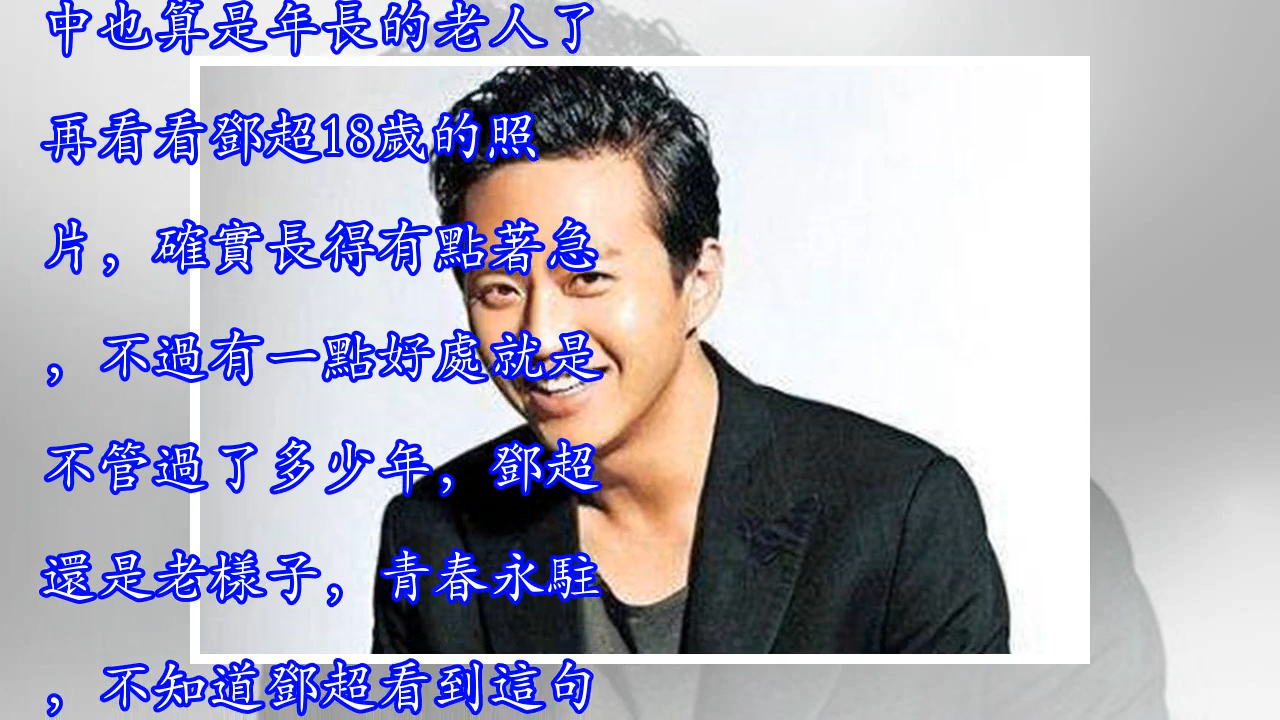 中也算是年長的老人了
再看看鄧超18歲的照
片，確實長得有點著急
，不過有一點好處就是
不管過了多少年，鄧超
還是老樣子，青春永駐
，不知道鄧超看到這句